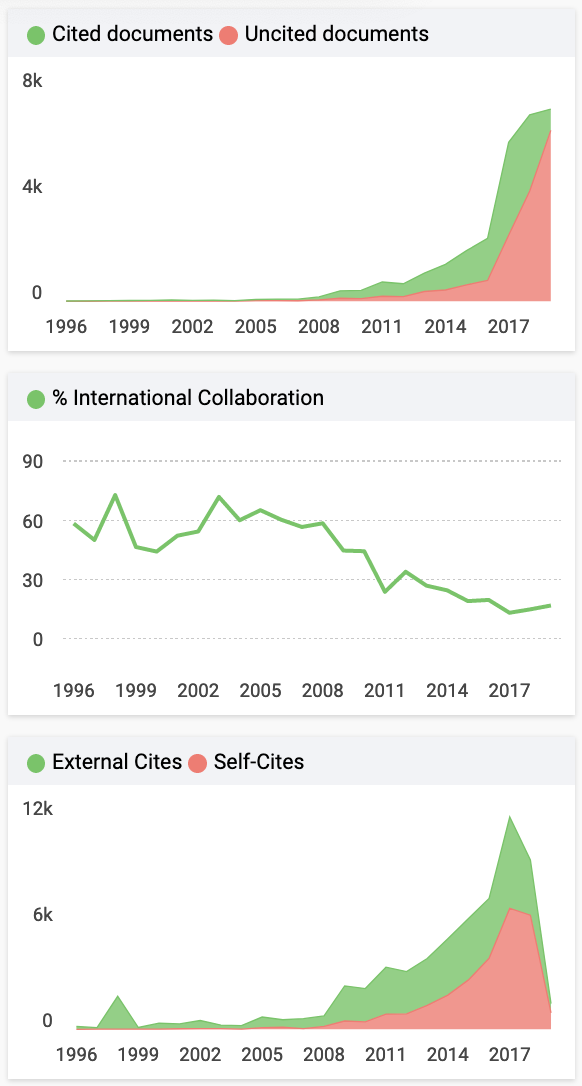 Cited documents Uncited documents
8k
4k
0
1996 1999 2002 2005 2008 2011 2014 2017
% International Collaboration
90
60
30
0
1996 1999 2002 2005 2008 2011 2014 2017
External Cites Self-Cites
12k
6k
0
1996 1999 2002 2005 2008 2011 2014 2017